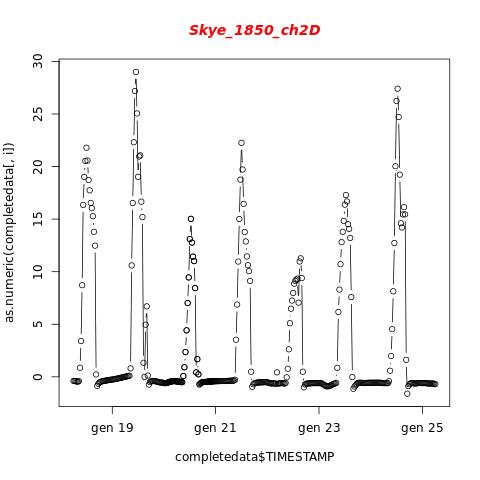 Skye_1850_ch2D
as.numeric(completedata[, i])
30
25
20
15
10
5
0
gen 19
gen 21
gen 23
gen 25
completedata$TIMESTAMP